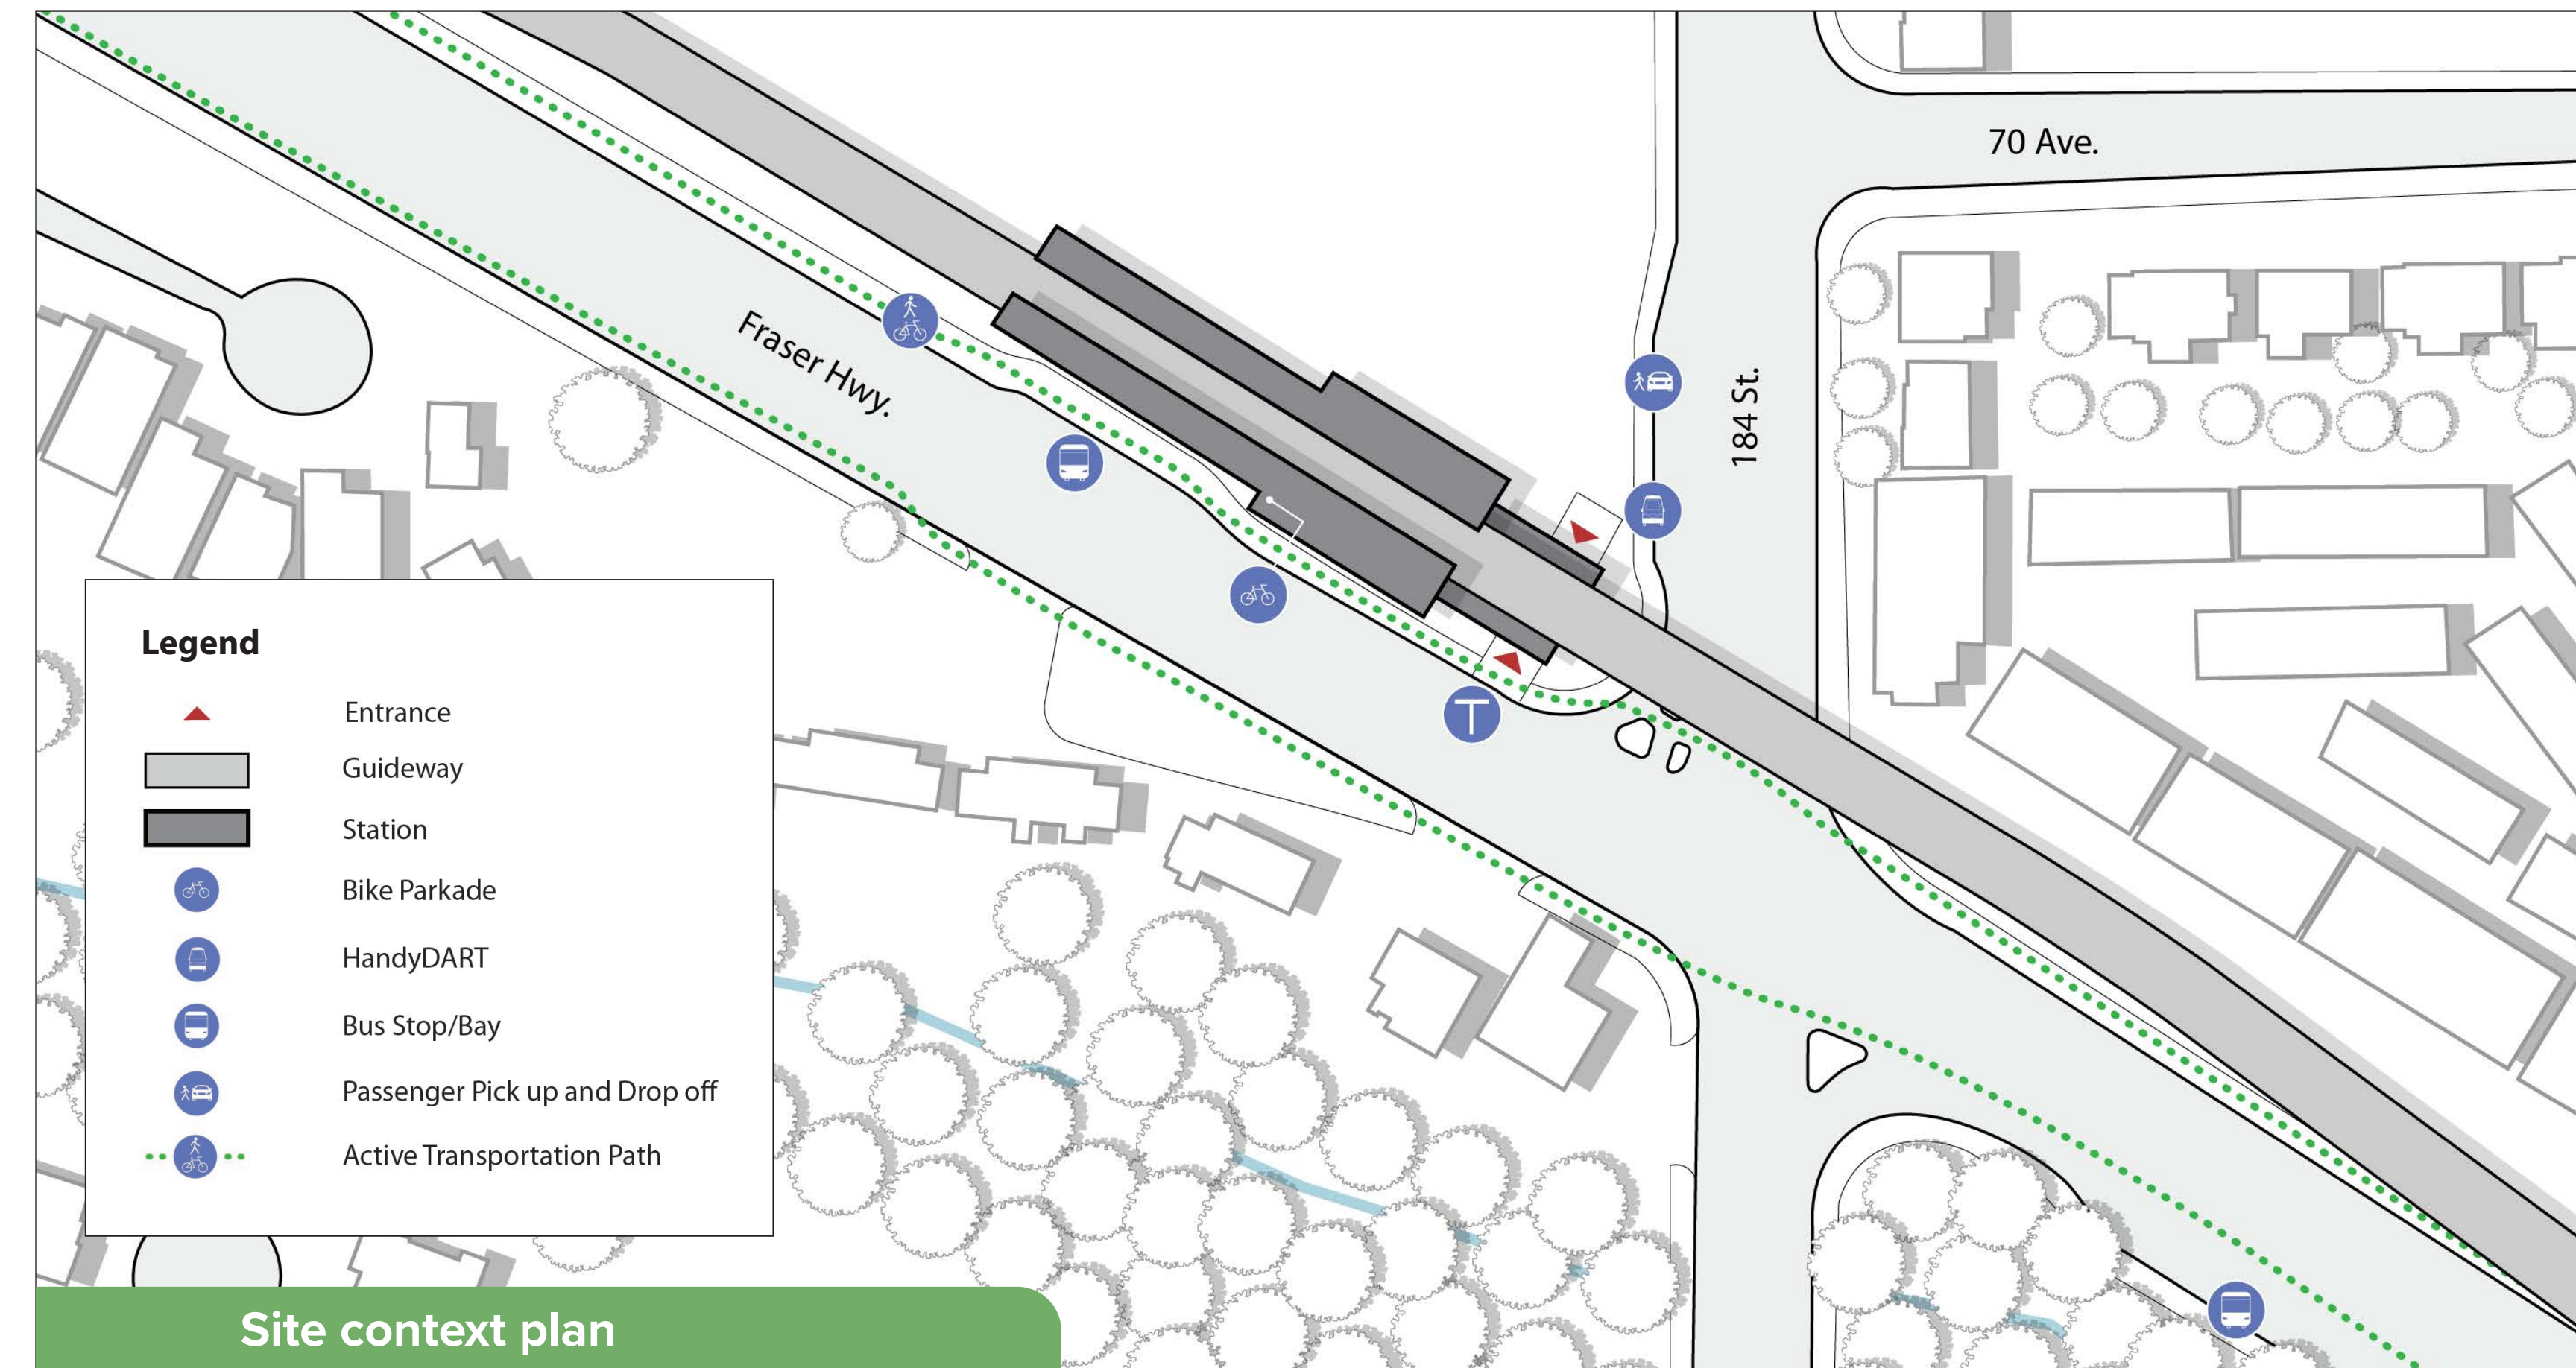 70 Ave.
Fraser Hwy.
184 St.
T
Legend
Entrance
Guideway
Station
Bike Parkade
HandyDART
Bus Stop/Bay
Passenger Pick up and Drop off
Active Transportation Path
Site context plan